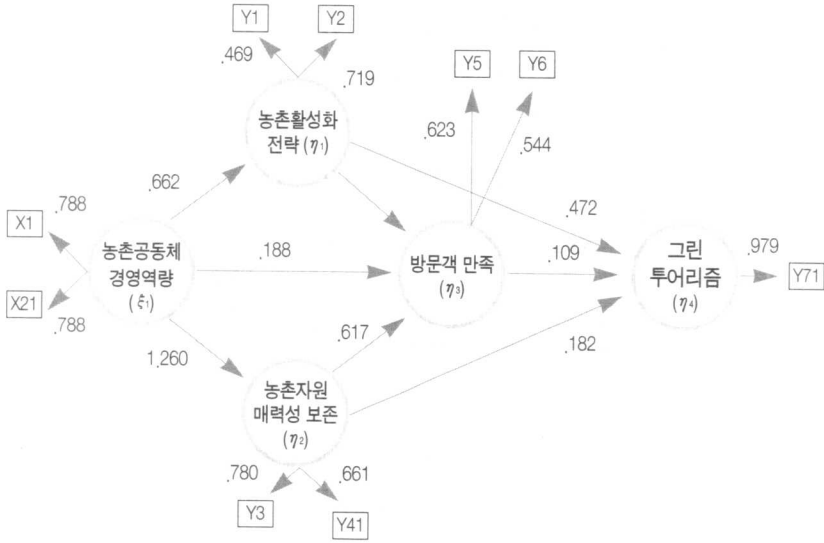 Y1
Y2
.469
.719
Y5
Y6
농촌활성화
전략 (η1)
.623
.544
.662
.788
X1
.472
농촌공동체
경영역량
(ξ1)
.188
방문객 만족
(η3)
.109
그린
투어리즘
(η4)
.979
Y71
X21
.788
.617
1.260
.182
농촌자원
매력성 보존
(η2)
.780
.661
Y3
Y41